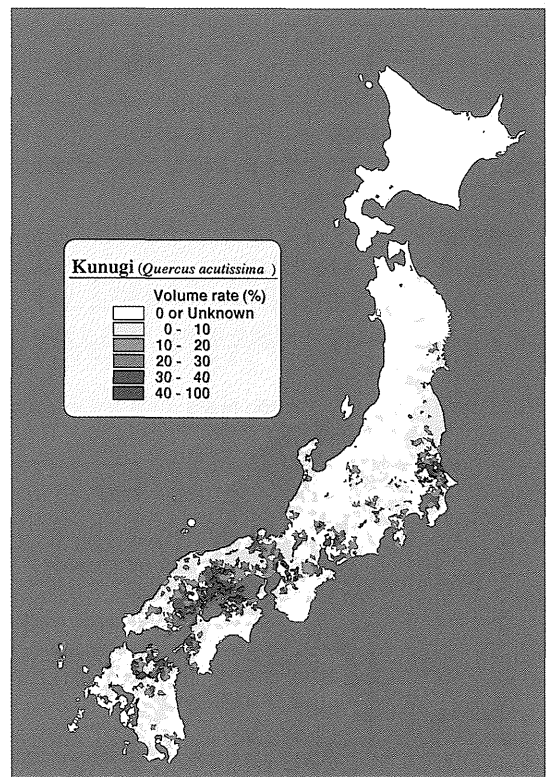 Kunugi (Quercus acutissima )
Volume rate (%)
0 or Unknown
0 - 10
10 - 20
20 - 30
30 - 40
40 - 100